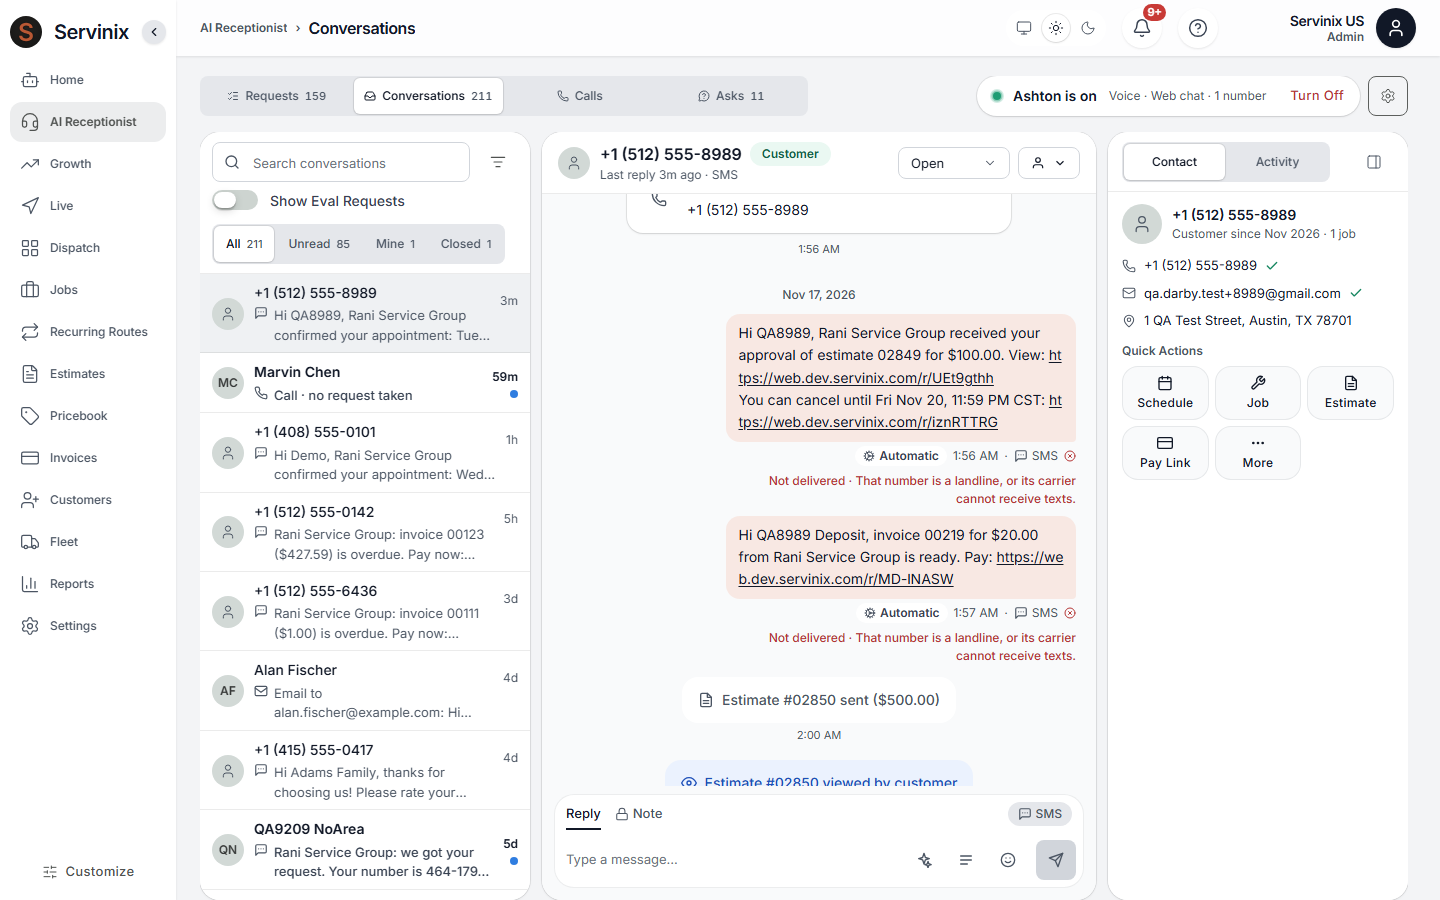 Servinix
Home
AI Receptionist
Growth
Live
Dispatch
Jobs
Recurring Routes
Estimates
Pricebook
Invoices
Customers
Fleet
Reports
Settings
Customize
AI Receptionist › Conversations
9+
Servinix US
Admin
Requests 159
Conversations 211
Calls
Asks 11
Ashton is on Voice · Web chat · 1 number Turn Off
Search conversations
Show Eval Requests
All 211 Unread 85 Mine 1 Closed 1
+1 (512) 555-8989
3m
Hi QA8989, Rani Service Group
confirmed your appointment: Tue...
MC
Marvin Chen
59m
Call · no request taken
+1 (408) 555-0101
1h
Hi Demo, Rani Service Group
confirmed your appointment: Wed...
+1 (512) 555-0142
5h
Rani Service Group: invoice 00123
($427.59) is overdue. Pay now:...
+1 (512) 555-6436
3d
Rani Service Group: invoice 00111
($1.00) is overdue. Pay now:...
AF
Alan Fischer
4d
Email to
alan.fischer@example.com: Hi...
+1 (415) 555-0417
4d
Hi Adams Family, thanks for
choosing us! Please rate your...
QN
QA9209 NoArea
5d
Rani Service Group: we got your
request. Your number is 464-179...
+1 (512) 555-8989 Customer
Last reply 3m ago · SMS
Open
+1 (512) 555-8989
1:56 AM
Nov 17, 2026
Hi QA8989, Rani Service Group received your
approval of estimate 02849 for $100.00. View: ht
tps://web.dev.servinix.com/r/UEt9gthh
You can cancel until Fri Nov 20, 11:59 PM CST: ht
tps://web.dev.servinix.com/r/iznRTTRG
Automatic 1:56 AM · SMS
Not delivered · That number is a landline, or its carrier
cannot receive texts.
Hi QA8989 Deposit, invoice 00219 for $20.00
from Rani Service Group is ready. Pay: https://we
b.dev.servinix.com/r/MD-INASW
Automatic 1:57 AM · SMS
Not delivered · That number is a landline, or its carrier
cannot receive texts.
Estimate #02850 sent ($500.00)
2:00 AM
Estimate #02850 viewed by customer
Reply Note
SMS
Type a message...
Contact Activity
+1 (512) 555-8989
Customer since Nov 2026 · 1 job
+1 (512) 555-8989
qa.darby.test+8989@gmail.com
1 QA Test Street, Austin, TX 78701
Quick Actions
Schedule
Job
Estimate
Pay Link
More